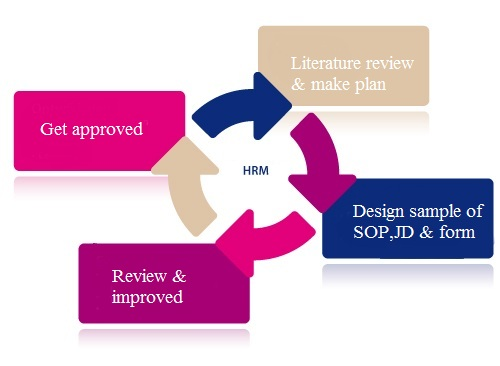 Literature review
& make plan
Get approved
HRM
Design sample of
SOP,JD & form
Review &
improved